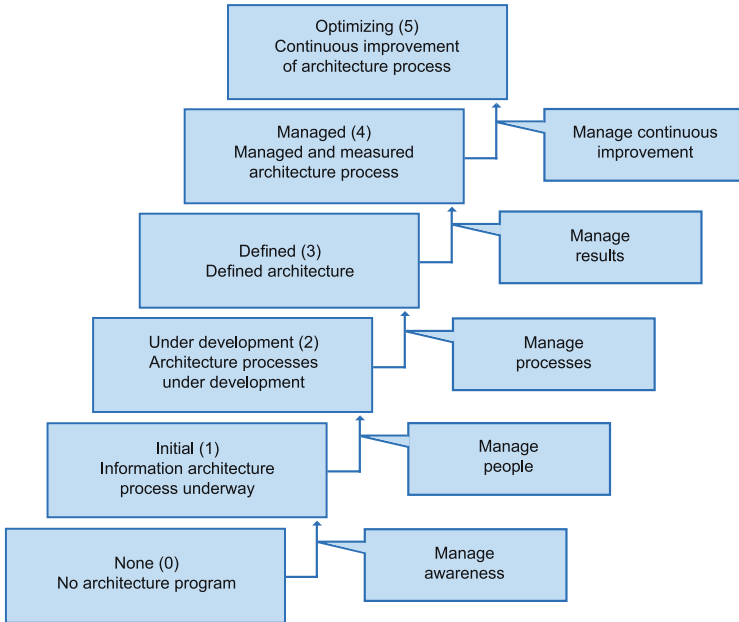 Optimizing (5)
Continuous improvement
of architecture process
Managed (4)
Managed and measured
architecture process
Manage continuous
improvement
Defined (3)
Defined architecture
Manage
results
Under development (2)
Architecture processes
under development
Manage
processes
Initial (1)
Information architecture
process underway
Manage
people
None (0)
No architecture program
Manage
awareness